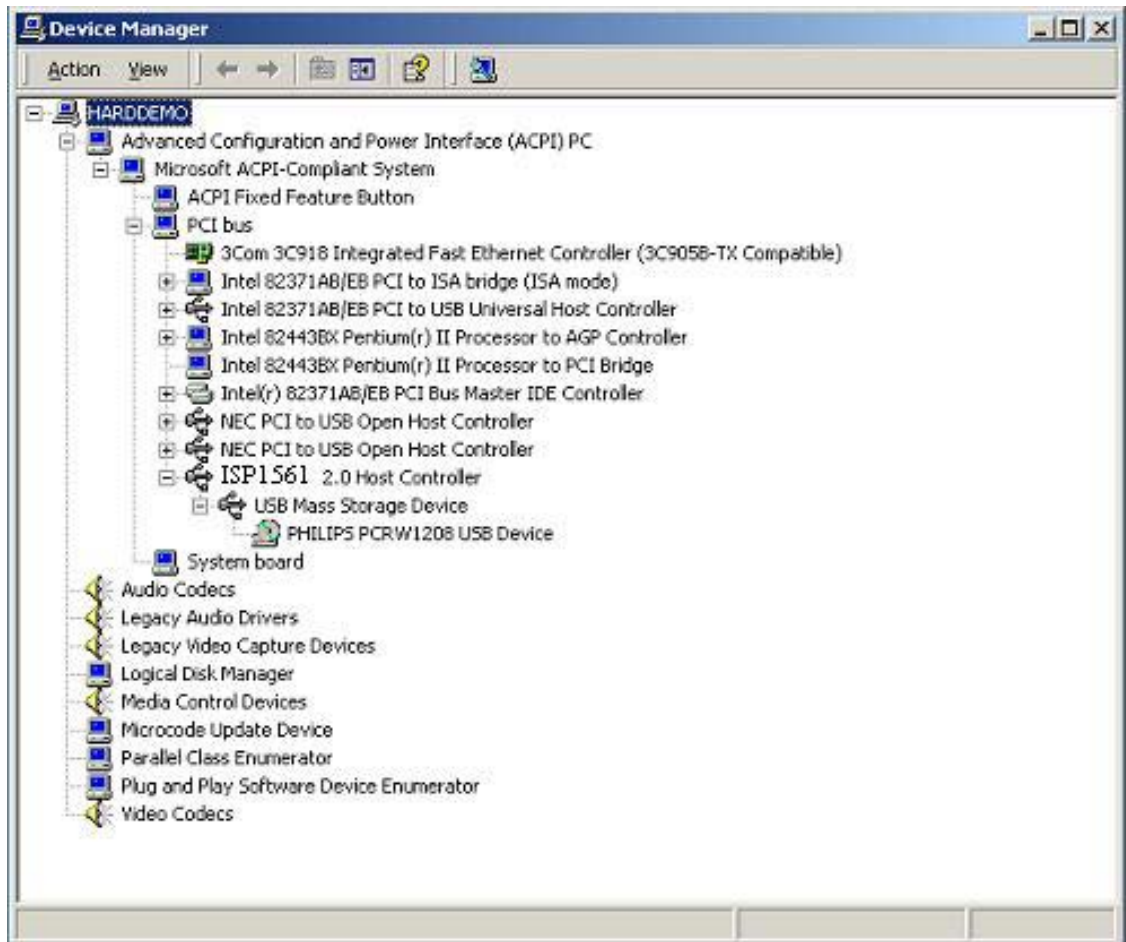 Device Manager
Action View
HARDDEMO
Advanced Configuration and Power Interface (ACPI) PC
Microsoft ACPI-Compliant System
ACPI Fixed Feature Button
PCI bus
3Com 3C918 Integrated Fast Ethernet Controller (3C905B-TX Compatible)
Intel 82371AB/EB PCI to ISA bridge (ISA mode)
Intel 82371AB/EB PCI to USB Universal Host Controller
Intel 82443BX Pentium(r) II Processor to AGP Controller
Intel 82443BX Pentium(r) II Processor to PCI Bridge
Intel(r) 82371AB/EB PCI Bus Master IDE Controller
NEC PCI to USB Open Host Controller
NEC PCI to USB Open Host Controller
ISP1561 2.0 Host Controller
USB Mass Storage Device
PHILIPS PCRW1208 USB Device
System board
Audio Codecs
Legacy Audio Drivers
Legacy Video Capture Devices
Logical Disk Manager
Media Control Devices
Microcode Update Device
Parallel Class Enumerator
Plug and Play Software Device Enumerator
Video Codecs